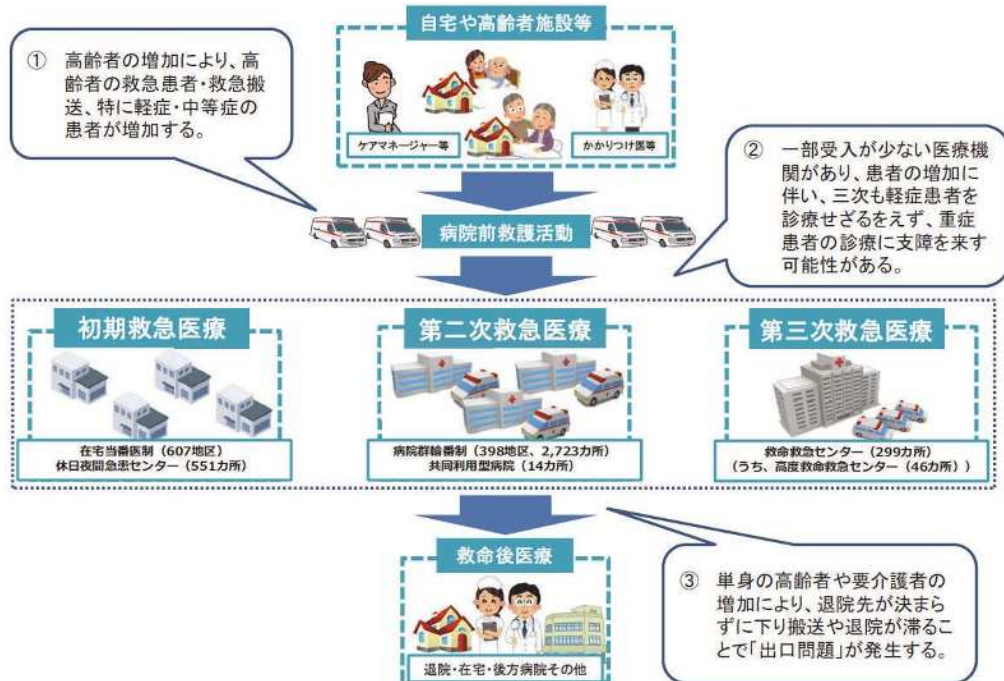 自宅や高齢者施設等
① 高齢者の増加により、高
齢者の救急患者・救急搬
送、特に軽症・中等症の
患者が増加する。
ケアマネージャー等
かかりつけ医等
② 一部受入が少ない医療機
関があり、患者の増加に
伴い、三次も軽症患者を
診療せざるをえず、重症
患者の診療に支障を来す
可能性がある。
病院前救護活動
初期救急医療
在宅当番医制（607地区）
休日夜間急患センター（551カ所）
第二次救急医療
病院群輪番制（398地区、2,723カ所）
共同利用型病院（14カ所）
第三次救急医療
救命救急センター（299カ所）
（うち、高度救命救急センター（46カ所））
救命後医療
退院・在宅・後方病院その他
③ 単身の高齢者や要介護者の
増加により、退院先が決まら
ずに下り搬送や退院が滞るこ
とで「出口問題」が発生する。